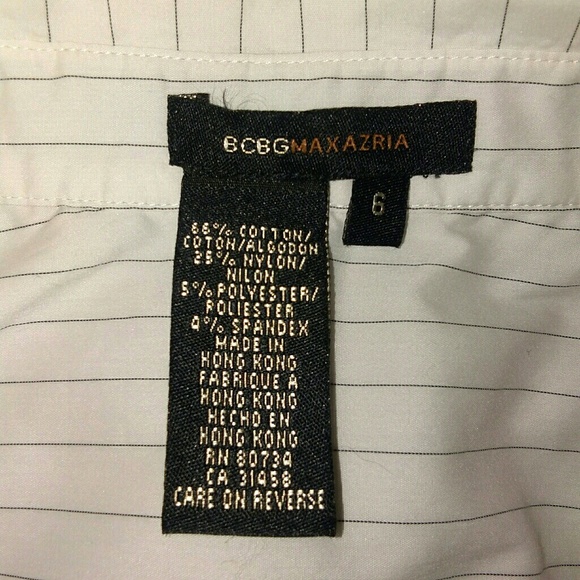 BCBGMAXAZRIA
6
66% COTTON/
COTON/ALGODON
25% NYLON/
NILON
5% POLYESTER/
POLIESTER
4% SPANDEX
MADE IN
HONG KONG
FABRIQUE A
HONG KONG
HECHO EN
HONG KONG
RN 80734
CA 31458
CARE ON REVERSE